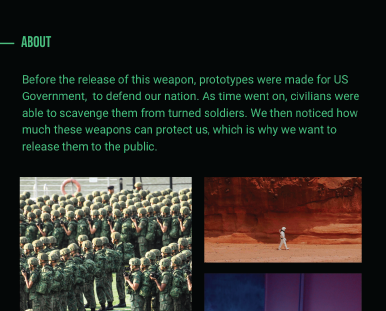 ABOUT
Before the release of this weapon, prototypes were made for US
Government, to defend our nation. As time went on, civilians were
able to scavenge them from turned soldiers. We then noticed how
much these weapons can protect us, which is why we want to
release them to the public.